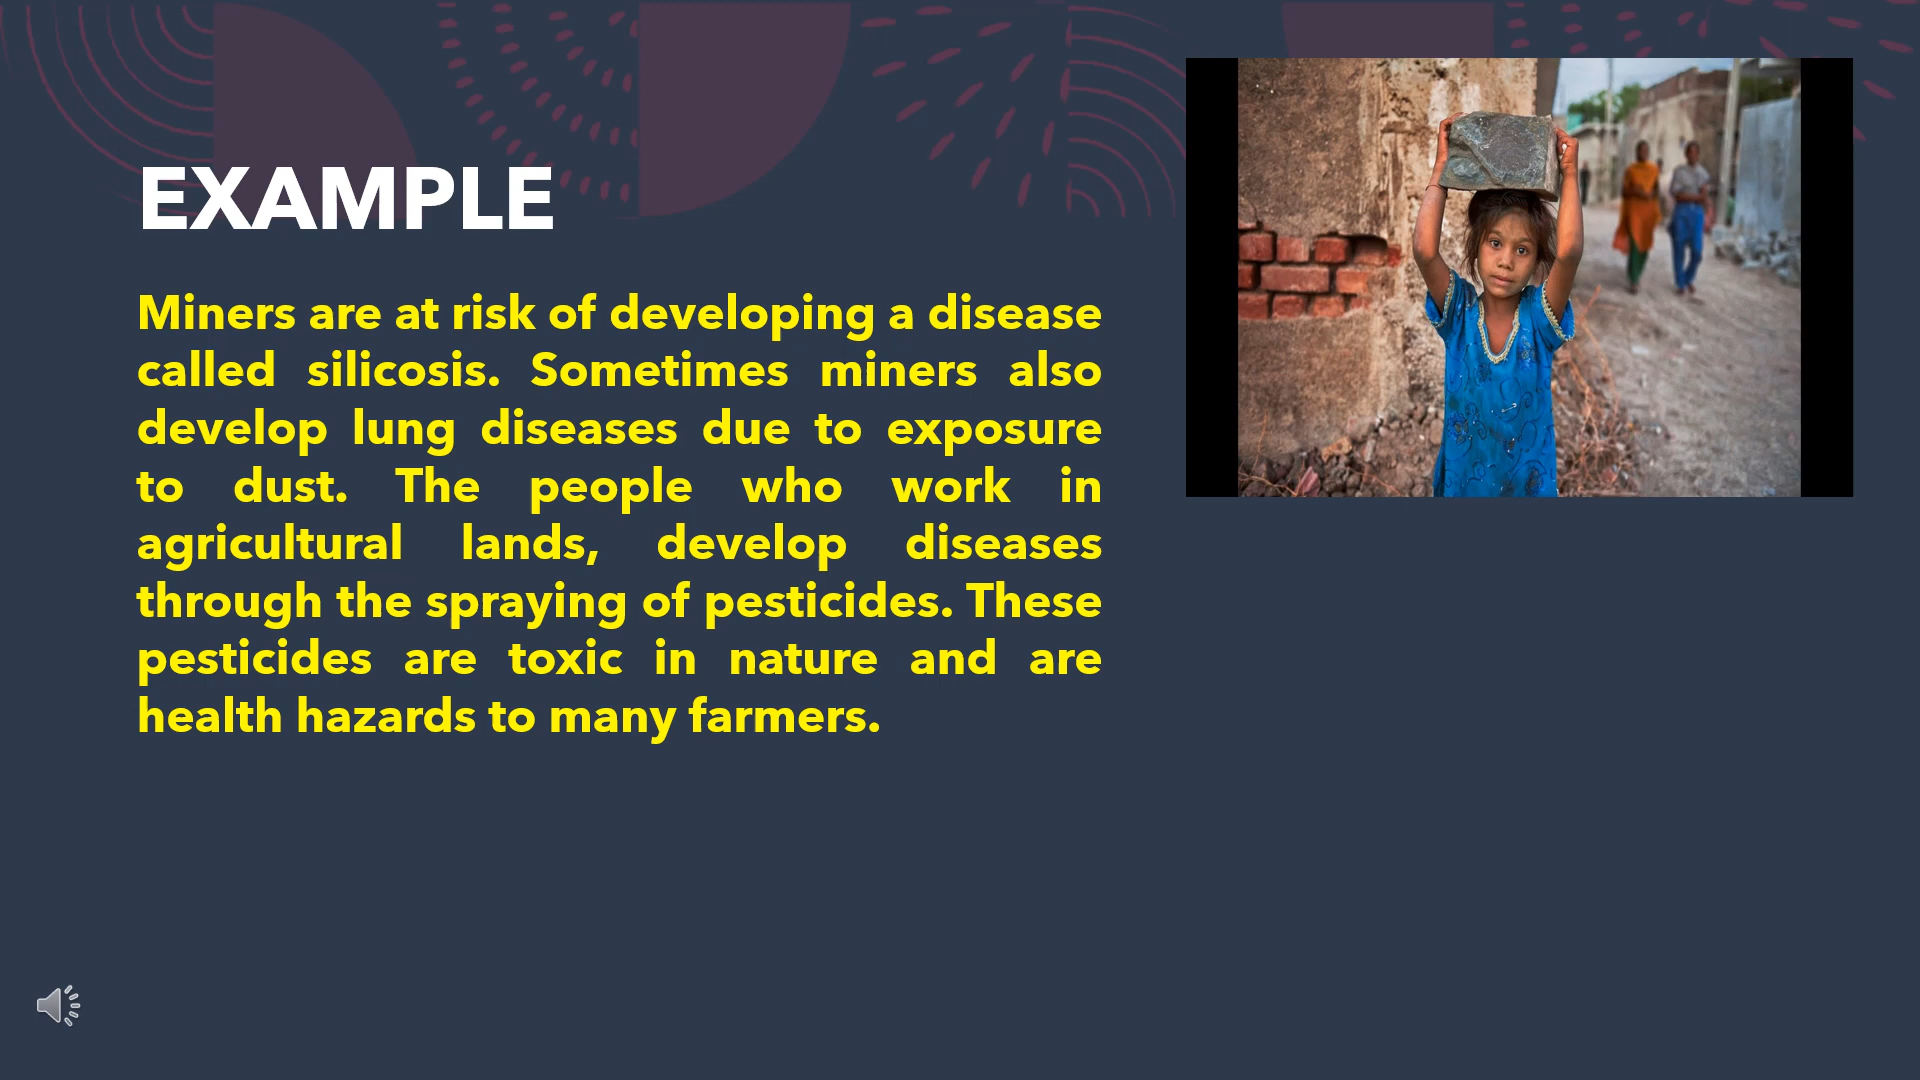 EXAMPLE
Miners are at risk of developing a disease
called silicosis. Sometimes miners also
develop lung diseases due to exposure
to dust. The people who work in
agricultural lands, develop diseases
through the spraying of pesticides. These
pesticides are toxic in nature and are
health hazards to many farmers.